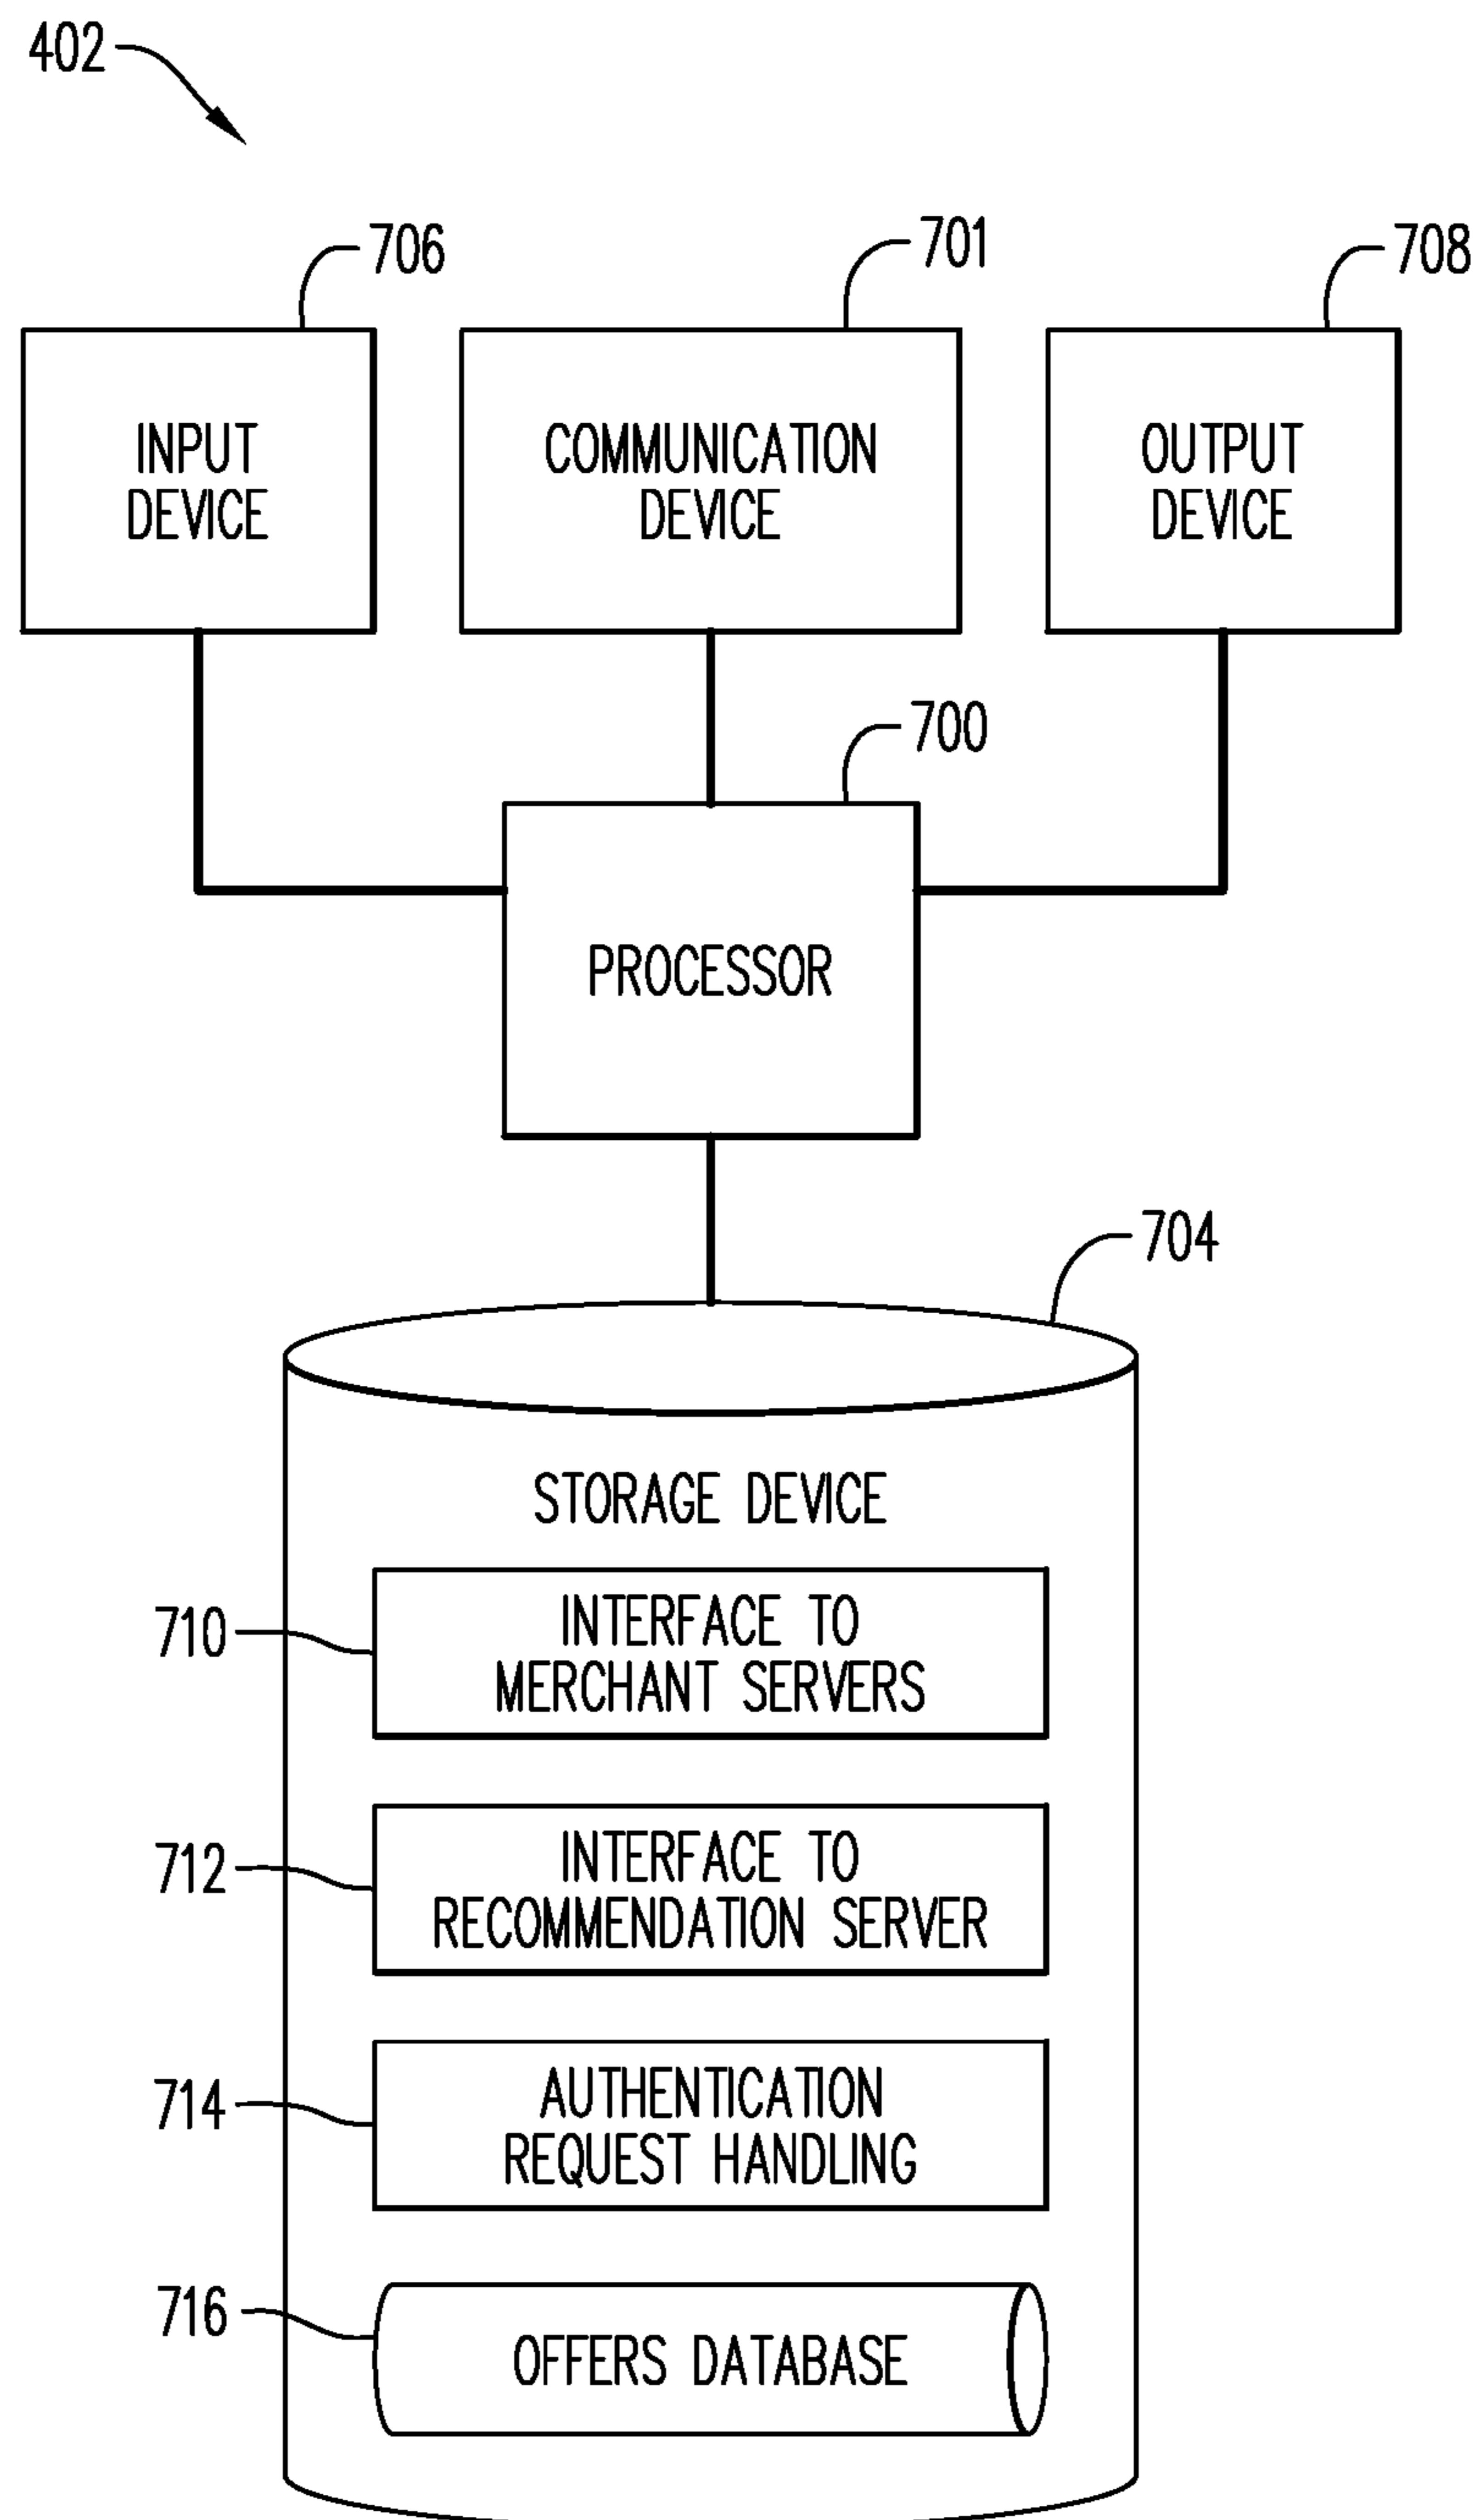 402
706
701
708
INPUT
DEVICE
COMMUNICATION
DEVICE
OUTPUT
DEVICE
700
PROCESSOR
704
STORAGE DEVICE
710
INTERFACE TO
MERCHANT SERVERS
712
INTERFACE TO
RECOMMENDATION SERVER
714
AUTHENTICATION
REQUEST HANDLING
716
OFFERS DATABASE